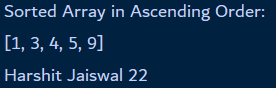 Sorted Array in Ascending Order:
[1, 3, 4, 5, 9]
Harshit Jaiswal 22